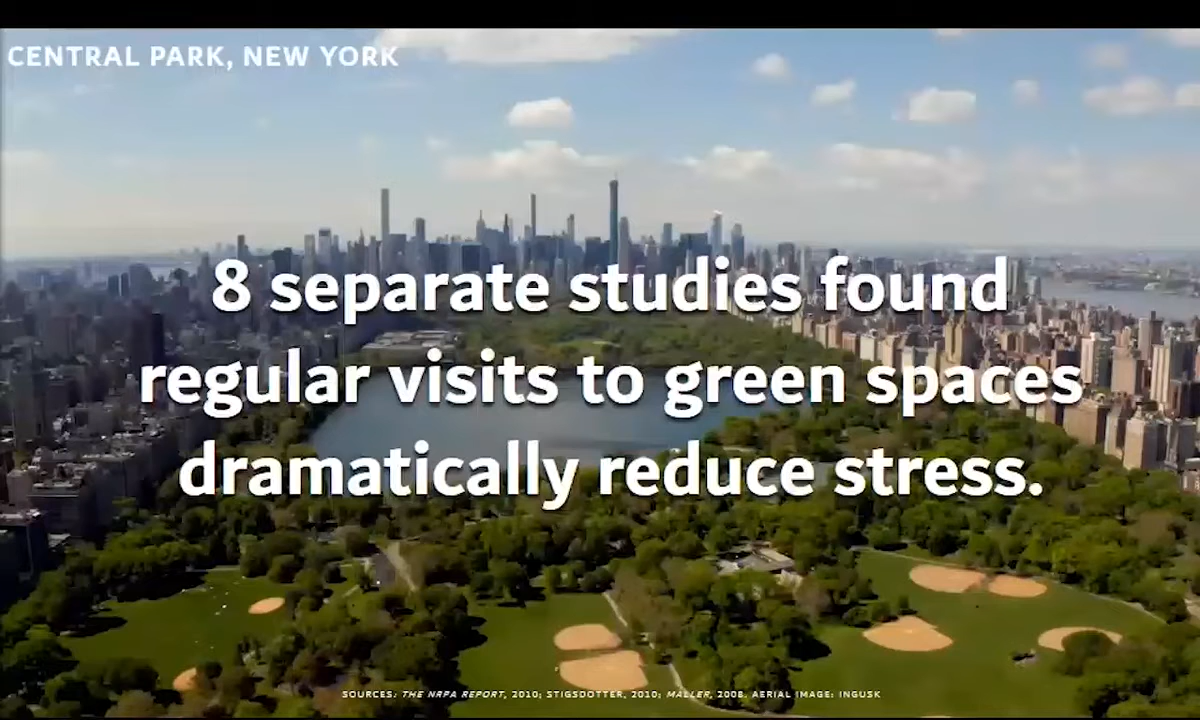 CENTRAL PARK, NEW YORK
8 separate studies found
regular visits to green spaces
dramatically reduce stress.
SOURCES: THE NRPA REPORT, 2010; STIGSDOTTER, 2010; MALLER, 2008. AERIAL IMAGE: INGUSK